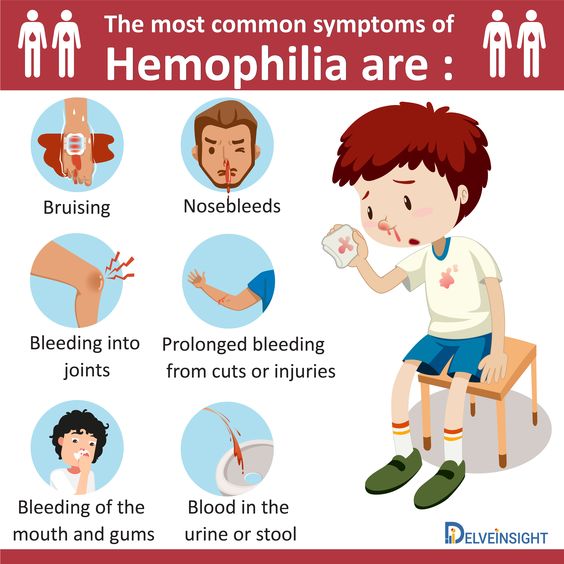 The most common symptoms of
Hemophilia are :
Bruising
Nosebleeds
Bleeding into
joints
Prolonged bleeding
from cuts or injuries
Bleeding of the
mouth and gums
Blood in the
urine or stool
DELVEINSIGHT